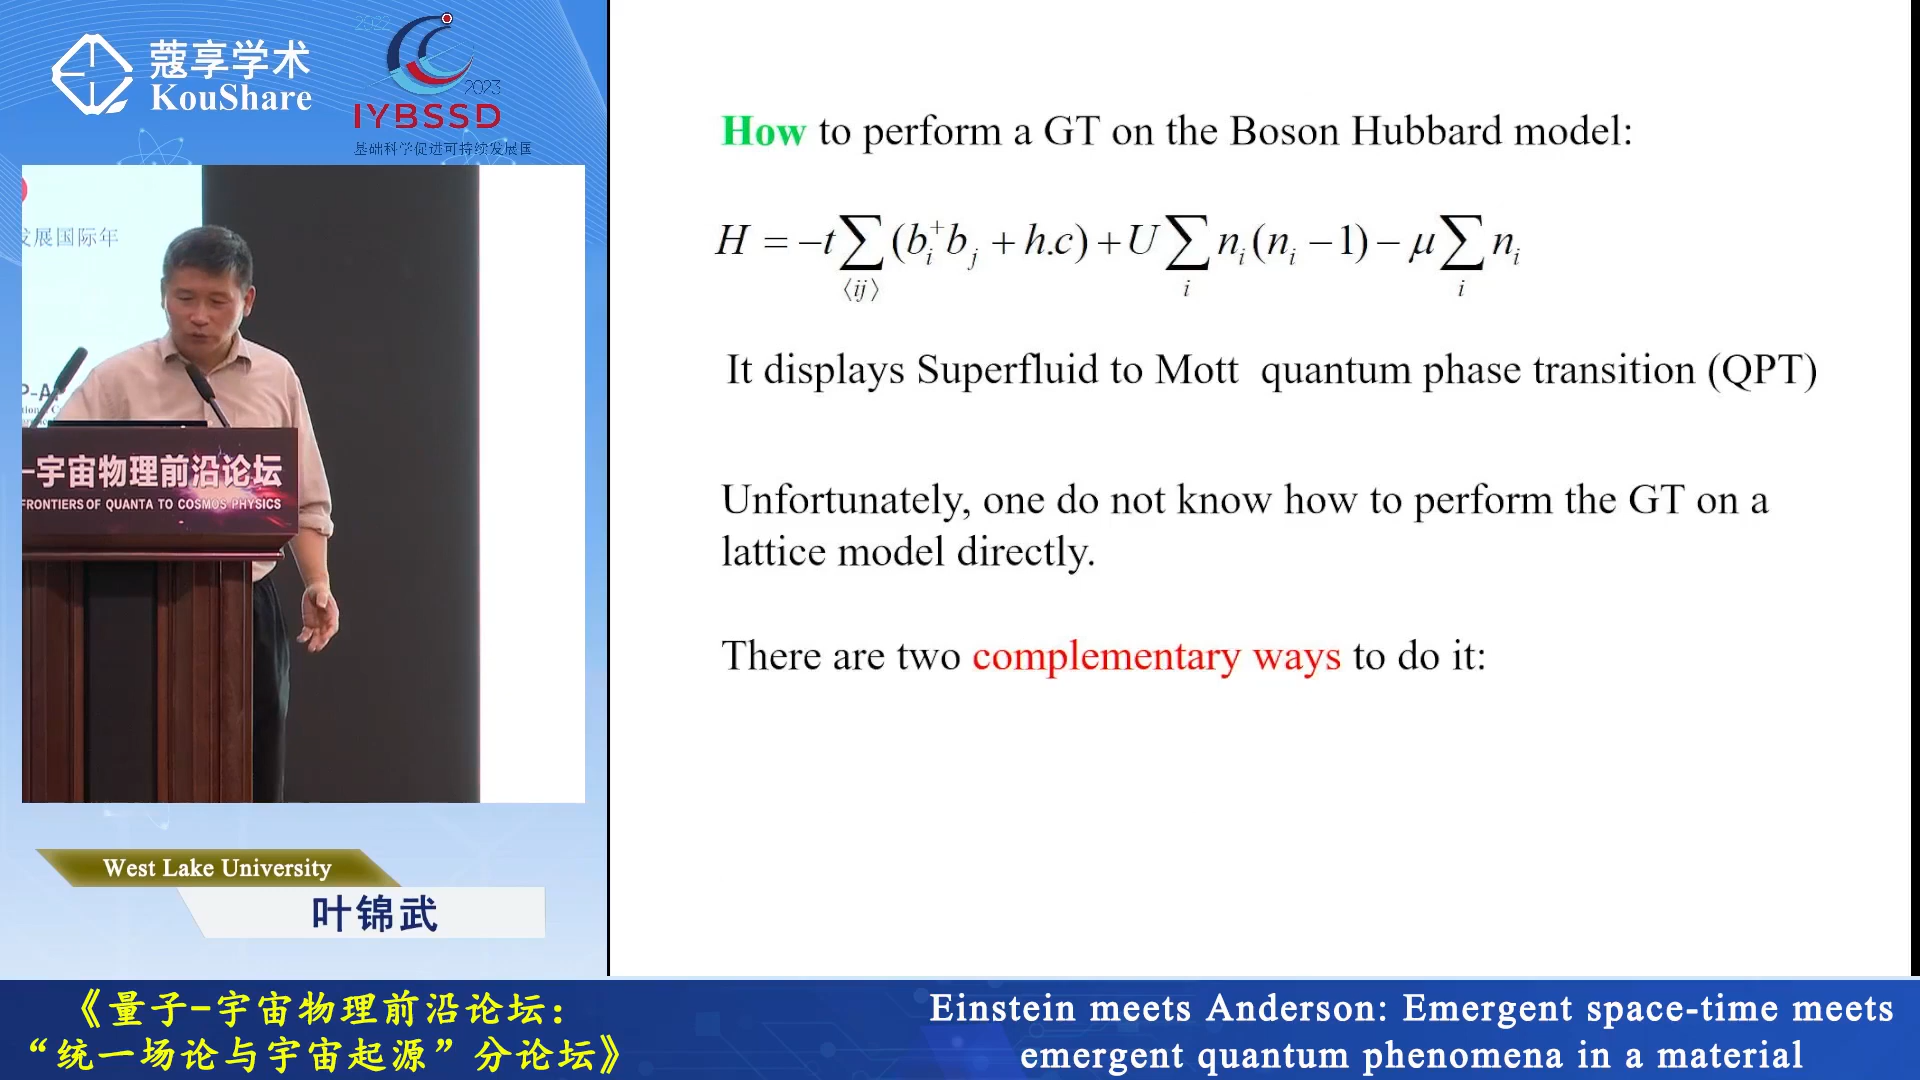 蔻享学术
KouShare
2022
2023
IYBSSD
基础科学促进可持续发展国
发展国际年
P-AP
-宇宙物理前沿论坛
FRONTIERS OF QUANTA TO COSMOS PHYSICS
West Lake University
叶锦武
How to perform a GT on the Boson Hubbard model:
H = -t∑⟨ij⟩(b_i^+ b_j + h.c) + U∑_i n_i(n_i - 1) - μ∑_i n_i
It displays Superfluid to Mott quantum phase transition (QPT)
Unfortunately, one do not know how to perform the GT on a
lattice model directly.
There are two complementary ways to do it:
《量子-宇宙物理前沿论坛：
“统一场论与宇宙起源”分论坛》
Einstein meets Anderson: Emergent space-time meets
emergent quantum phenomena in a material